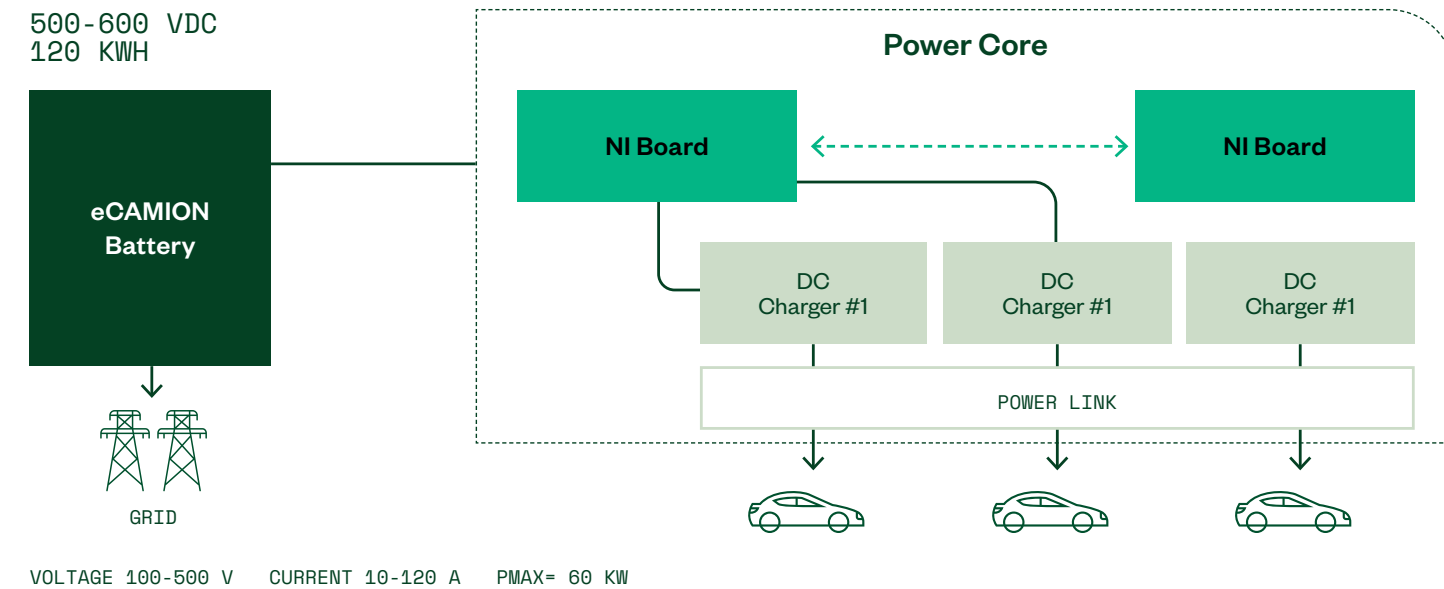 500-600 VDC
120 KWH
Power Core
eCAMION
Battery
NI Board
NI Board
DC
Charger #1
DC
Charger #1
DC
Charger #1
POWER LINK
GRID
VOLTAGE 100-500 V CURRENT 10-120 A PMAX= 60 KW